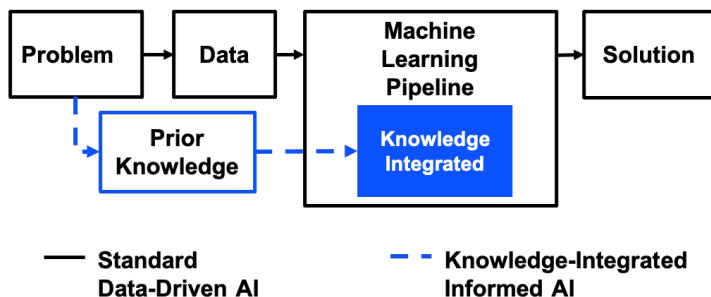 Problem
Data
Machine
Learning
Pipeline
Solution
Prior
Knowledge
Knowledge
Integrated
Standard
Data-Driven AI
Knowledge-Integrated
Informed AI